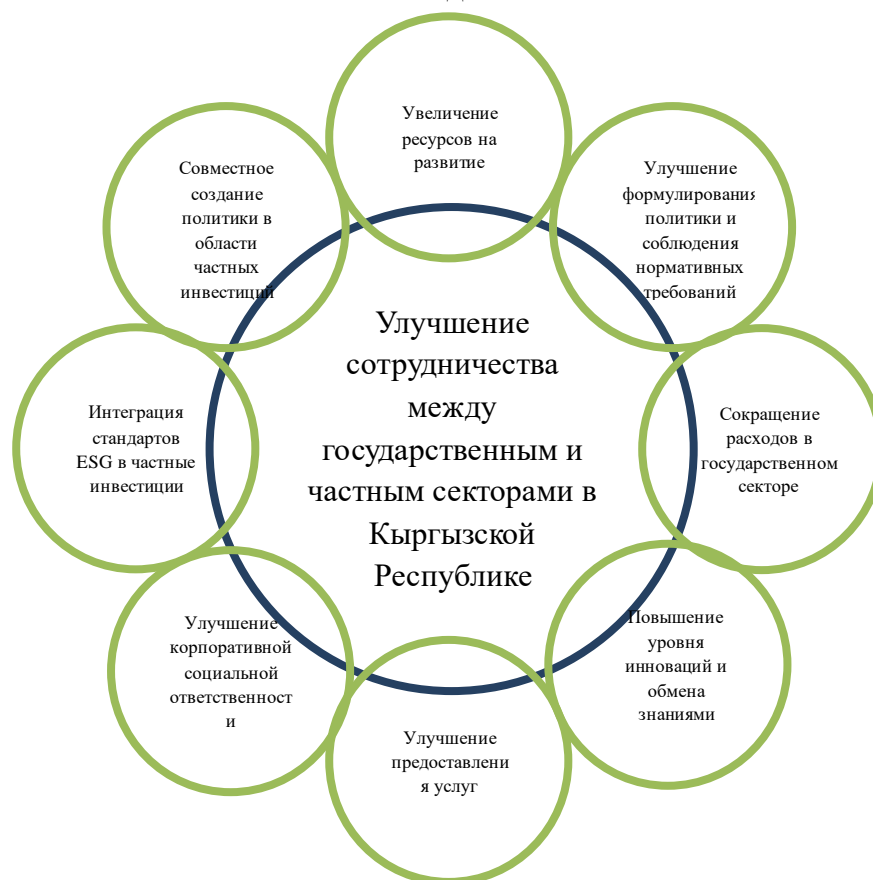 Увеличение
ресурсов на
развитие
Улучшение
формулирования
политики и
соблюдения
нормативных
требований
Сокращение
расходов в
государственном
секторе
Повышение
уровня
инноваций и
обмена
знаниями
Улучшение
предоставлени
я услуг
Улучшение
корпоративной
социальной
ответственност
и
Интеграция
стандартов
ESG в частные
инвестиции
Совместное
создание
политики в
области
частных
инвестиций
Улучшение
сотрудничества
между
государственным и
частным секторами в
Кыргызской
Республике